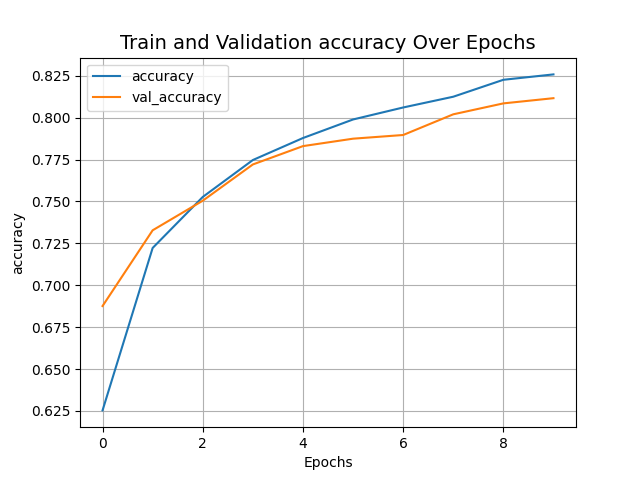 Train and Validation accuracy Over Epochs
accuracy
val_accuracy
accuracy
0.825
0.800
0.775
0.750
0.725
0.700
0.675
0.650
0.625
0 2 4 6 8
Epochs